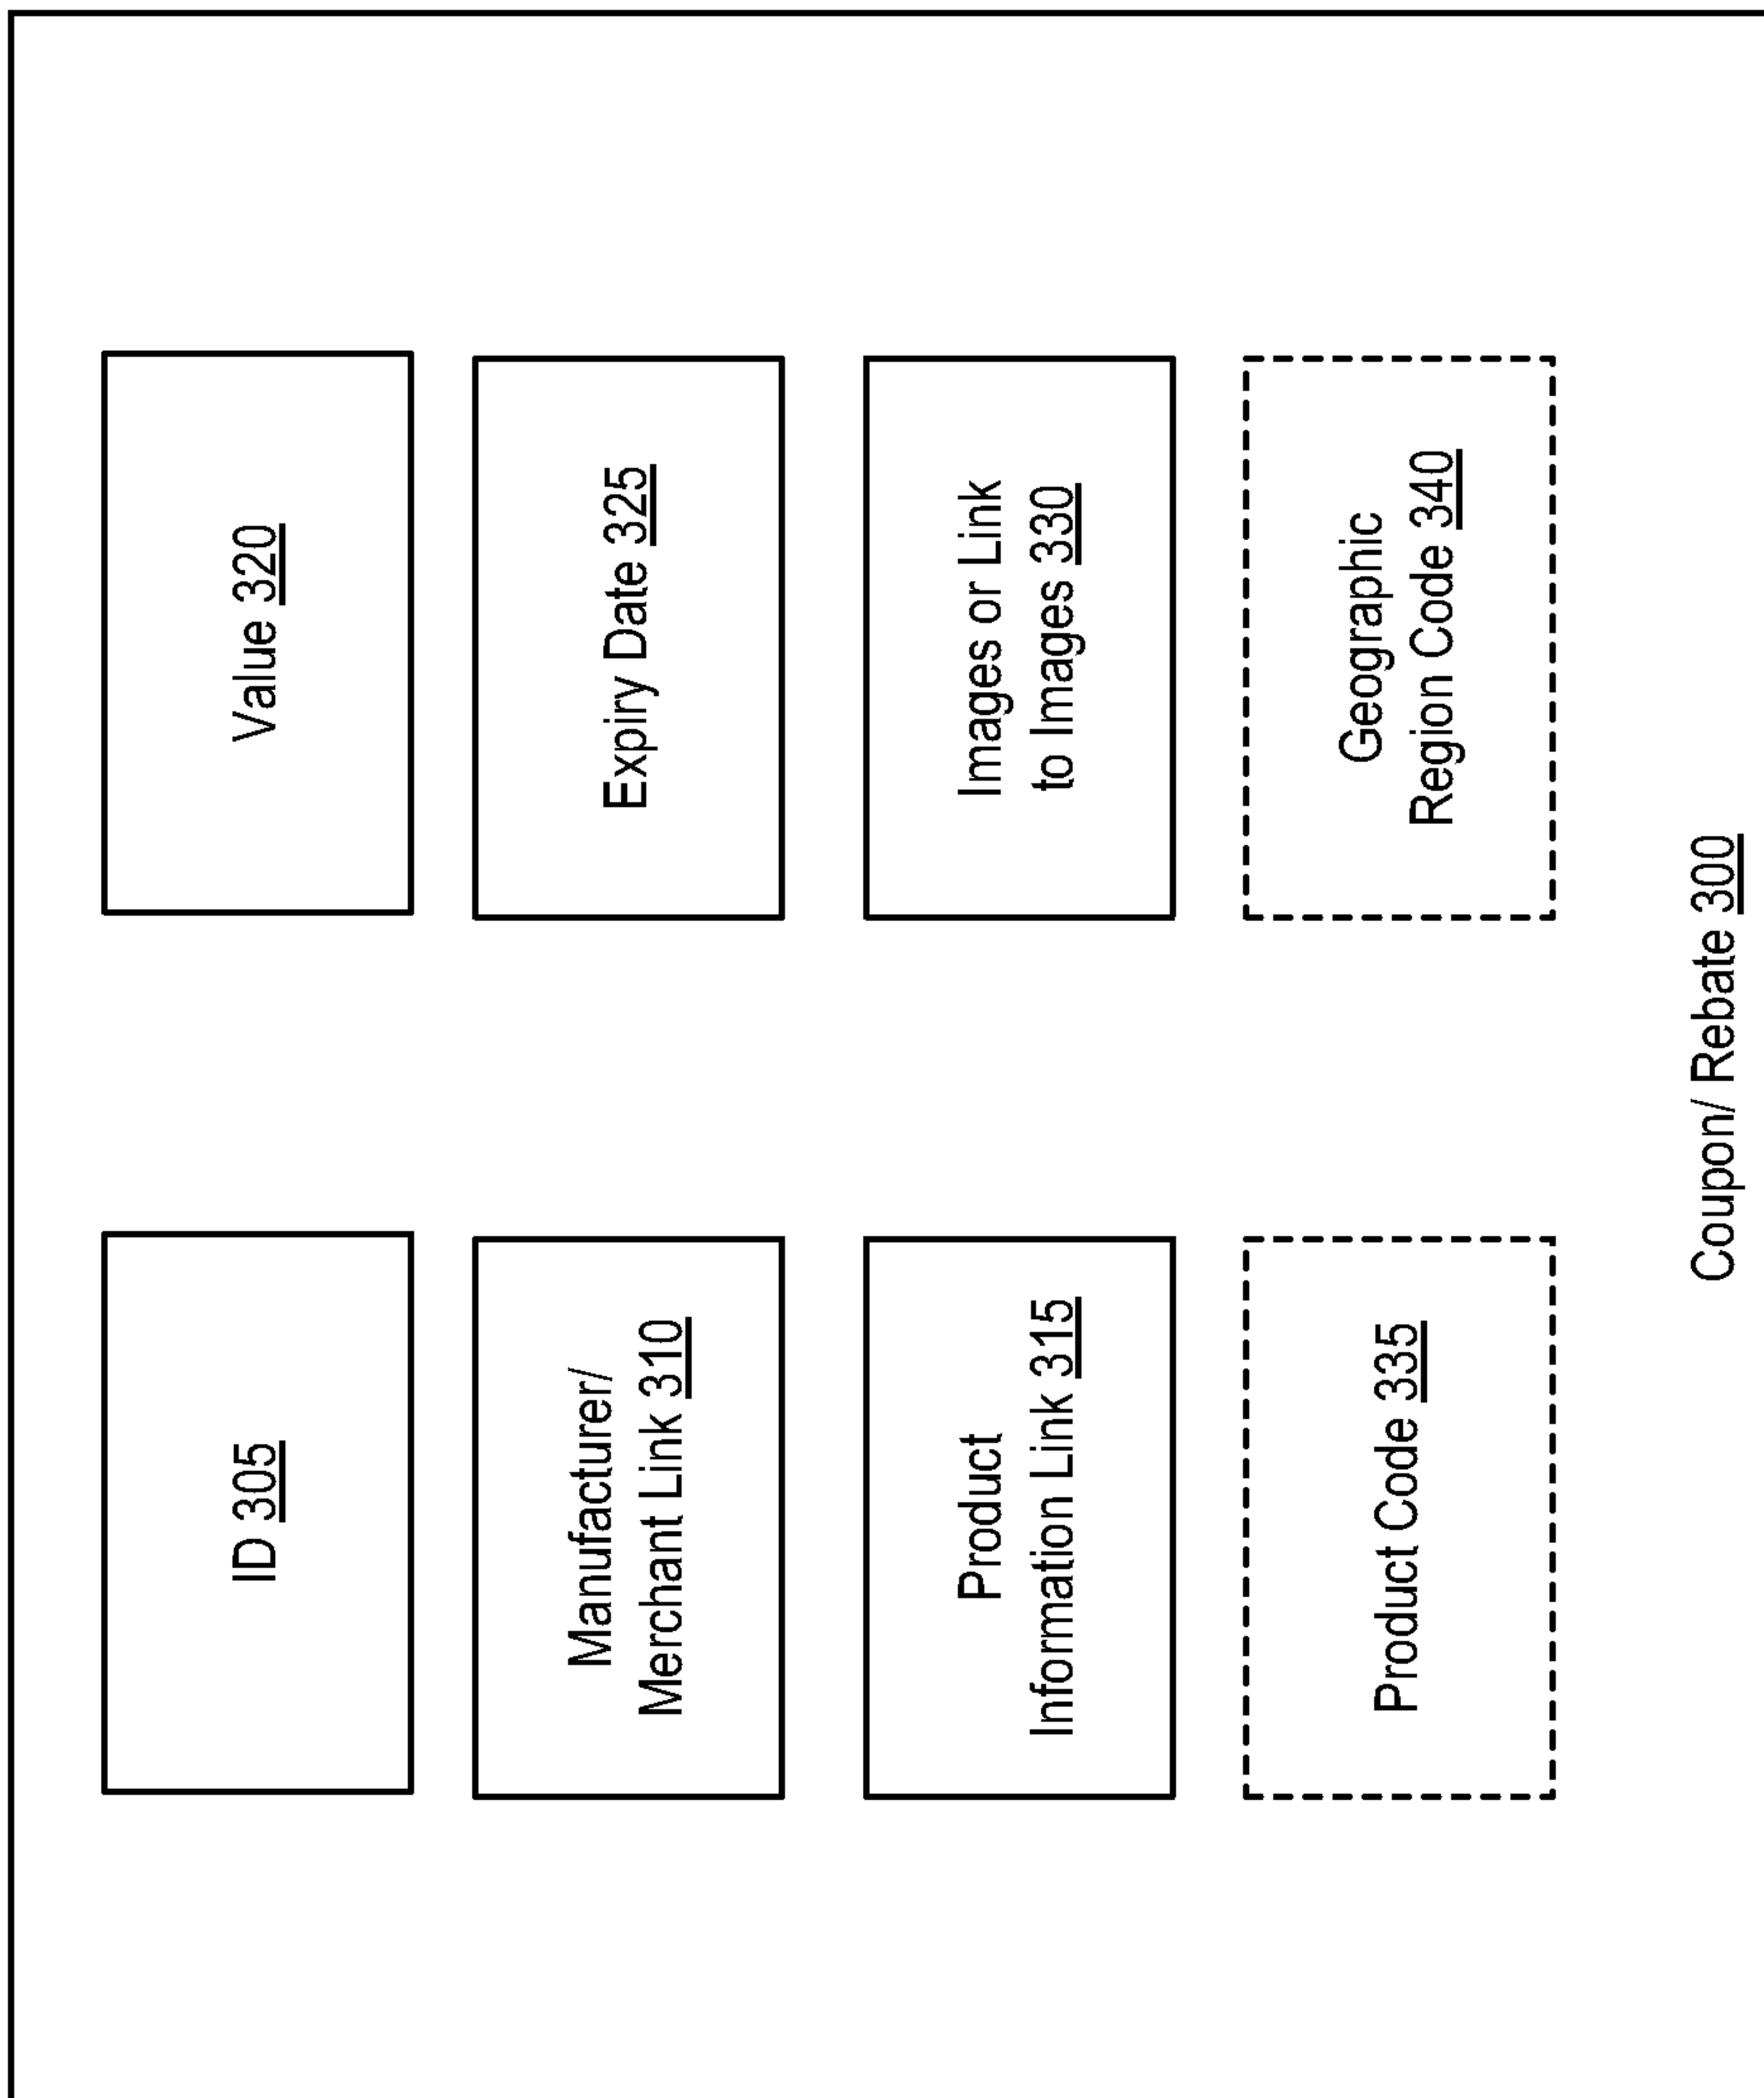 ID 305
Value 320
Manufacturer/
Merchant Link 310
Expiry Date 325
Product
Information Link 315
Images or Link
to Images 330
Product Code 335
Geographic
Region Code 340
Coupon/ Rebate 300